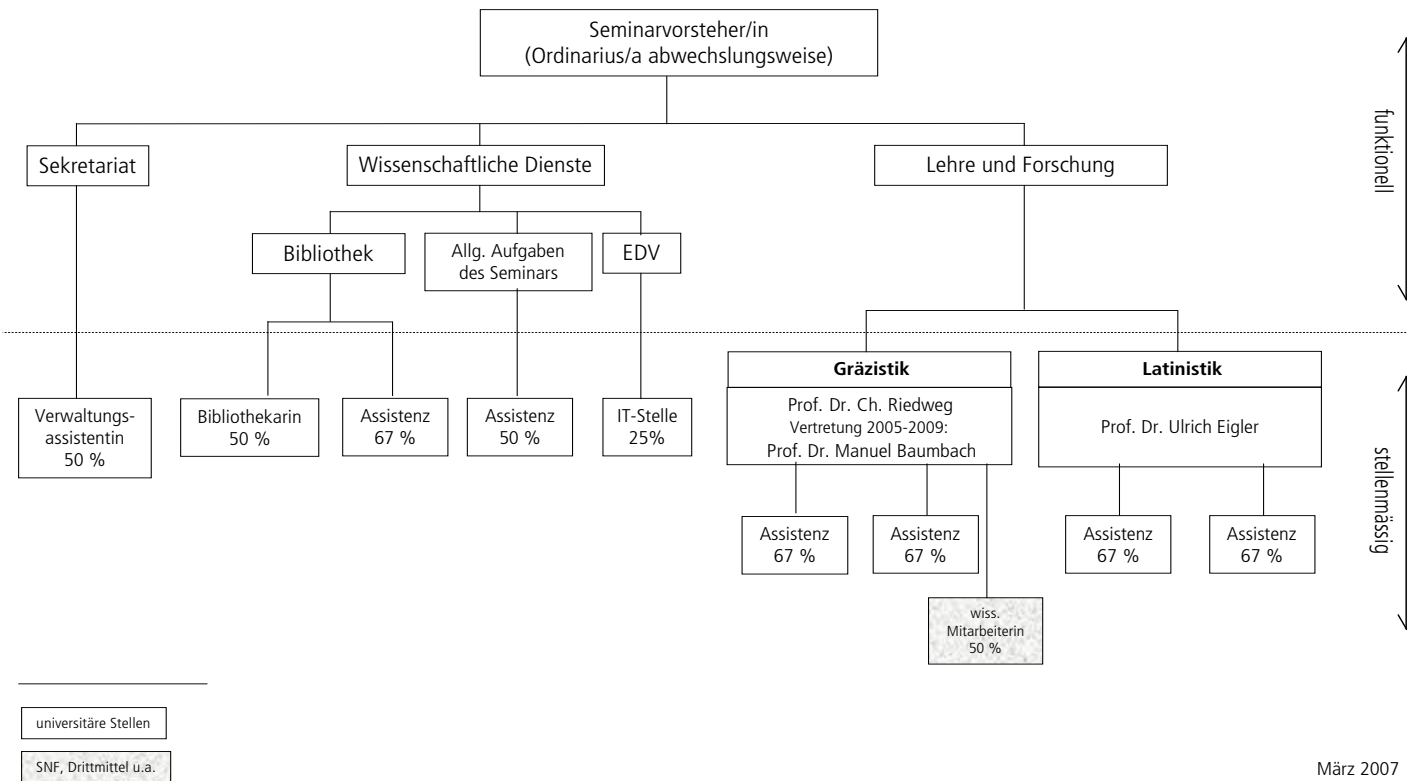 Seminarvorsteher/in
(Ordinarius/a abwechslungsweise)
funktionell
Sekretariat
Wissenschaftliche Dienste
Lehre und Forschung
Bibliothek
Allg. Aufgaben
des Seminars
EDV
Gräzistik
Latinistik
Prof. Dr. Ch. Riedweg
Vertretung 2005-2009:
Prof. Dr. Manuel Baumbach
Prof. Dr. Ulrich Eigler
Verwaltungs-
assistentin
50 %
Bibliothekarin
50 %
Assistenz
67 %
Assistenz
50 %
IT-Stelle
25%
stellenmässig
Assistenz
67 %
Assistenz
67 %
Assistenz
67 %
Assistenz
67 %
wiss.
Mitarbeiterin
50 %
universitäre Stellen
SNF, Drittmittel u.a.
März 2007